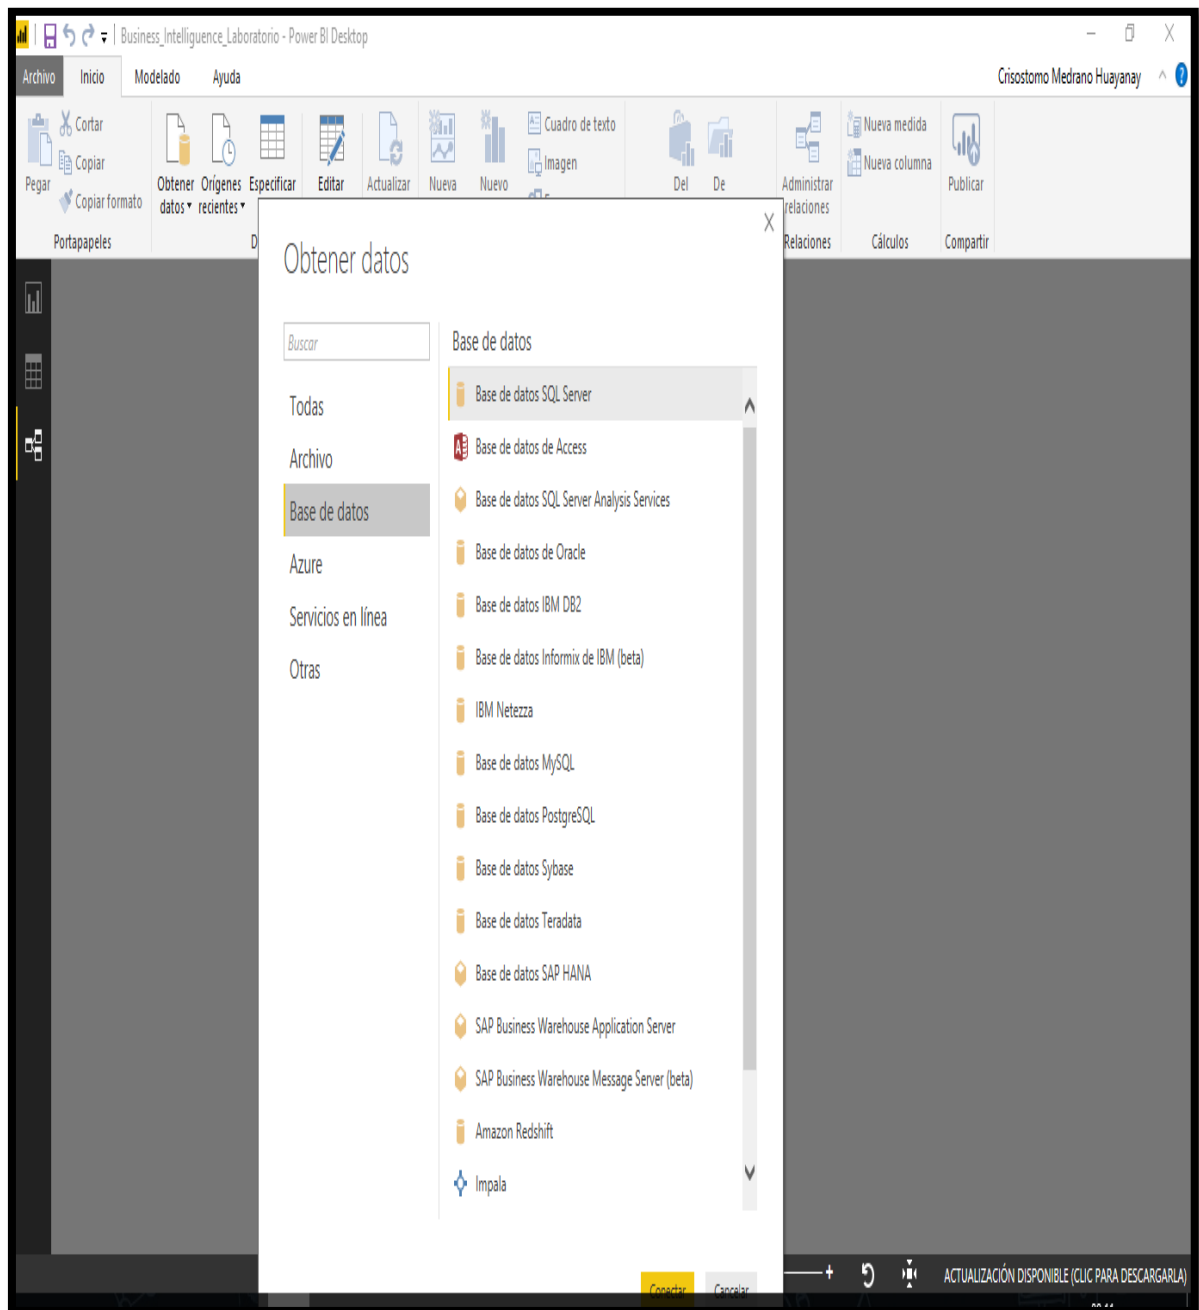 Business_Intelliguence_Laboratorio - Power BI Desktop
Archivo Inicio Modelado Ayuda Crisostomo Medrano Huayanay
Pegar
Cortar
Copiar
Copiar formato
Portapapeles
Obtener datos
Orígenes recientes
Especificar
Editar
Actualizar
Nueva
Nuevo
Cuadro de texto
Imagen
Del
De
Administrar relaciones
Relaciones
Nueva medida
Nueva columna
Cálculos
Publicar
Compartir
Obtener datos
Buscar
Todas
Archivo
Base de datos
Azure
Servicios en línea
Otras
Base de datos
Base de datos SQL Server
Base de datos de Access
Base de datos SQL Server Analysis Services
Base de datos de Oracle
Base de datos IBM DB2
Base de datos Informix de IBM (beta)
IBM Netezza
Base de datos MySQL
Base de datos PostgreSQL
Base de datos Sybase
Base de datos Teradata
Base de datos SAP HANA
SAP Business Warehouse Application Server
SAP Business Warehouse Message Server (beta)
Amazon Redshift
Impala
Conectar Cancelar
ACTUALIZACIÓN DISPONIBLE (CLIC PARA DESCARGARLA)